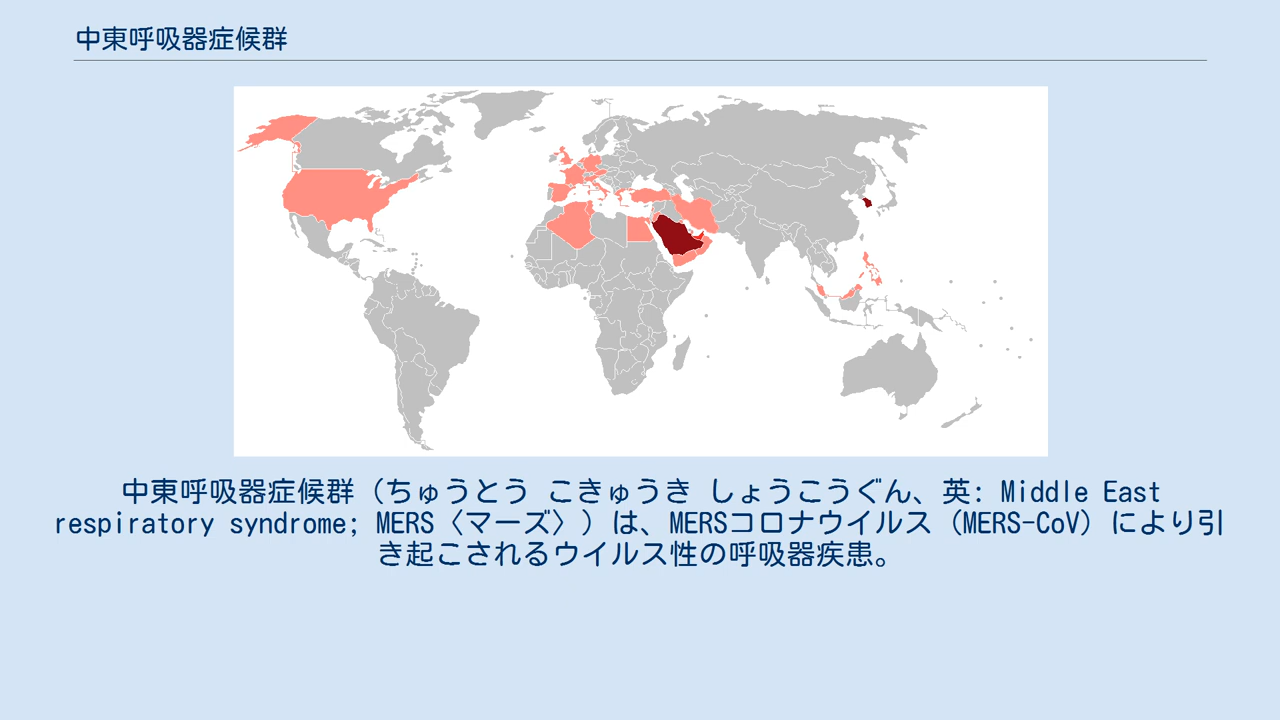 中東呼吸器症候群
中東呼吸器症候群（ちゅうとう こきゅうき しょうこうぐん、英: Middle East
respiratory syndrome; MERS〈マーズ〉）は、MERSコロナウイルス（MERS-CoV）により引
き起こされるウイルス性の呼吸器疾患。